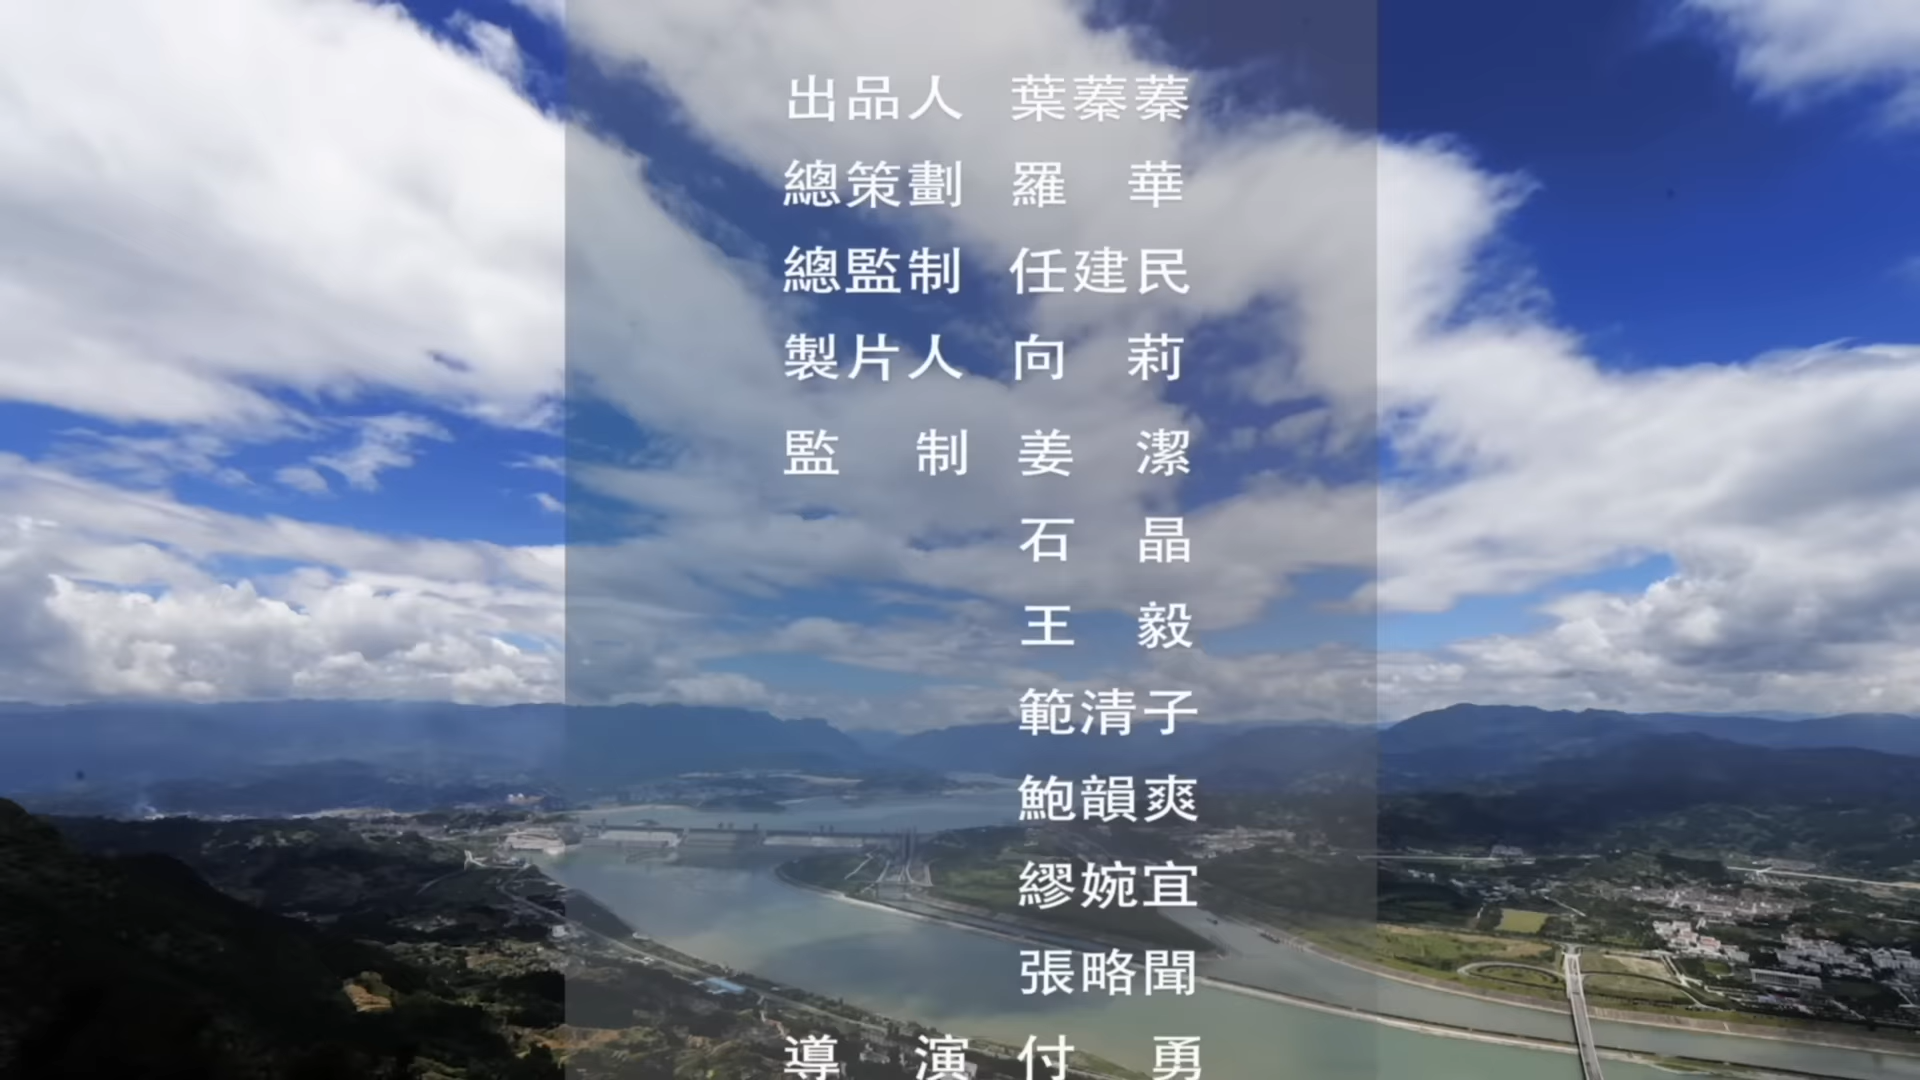 出品人 葉蓁蓁
總策劃 羅 華
總監制 任建民
製片人 向 莉
監 制 姜 潔
石 晶
王 毅
範清子
鮑韻爽
繆婉宜
張略聞
導 演 付 勇